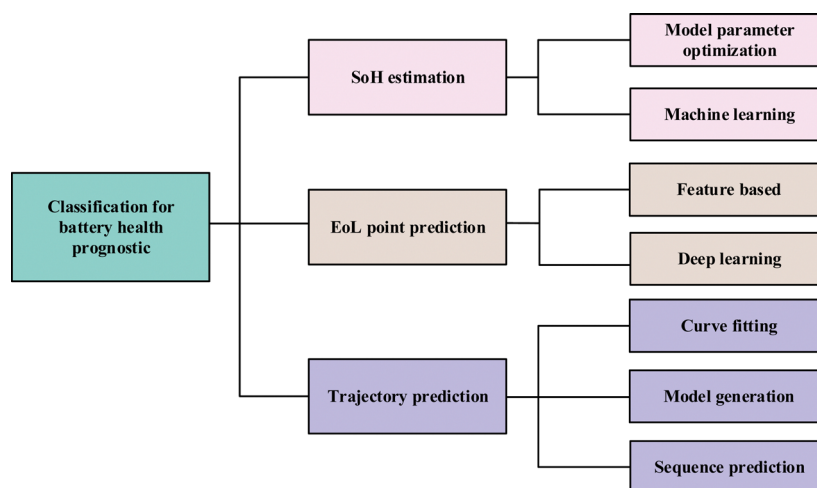 Classification for
battery health
prognostic
SoH estimation
Model parameter
optimization
Machine learning
EoL point prediction
Feature based
Deep learning
Trajectory prediction
Curve fitting
Model generation
Sequence prediction